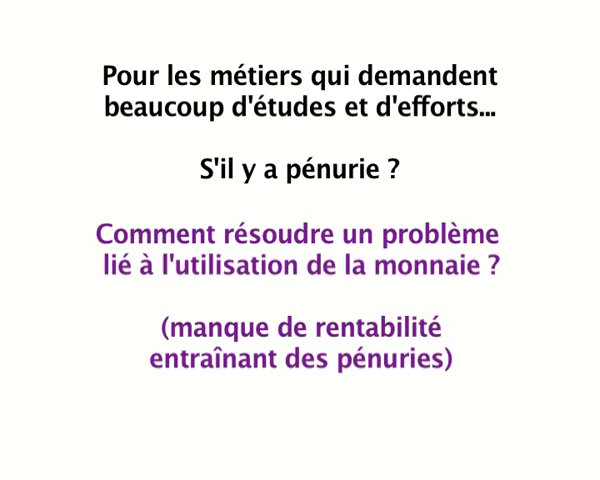 Pour les métiers qui demandent
beaucoup d'études et d'efforts...
S'il y a pénurie ?
Comment résoudre un problème
lié à l'utilisation de la monnaie ?
(manque de rentabilité
entraînant des pénuries)